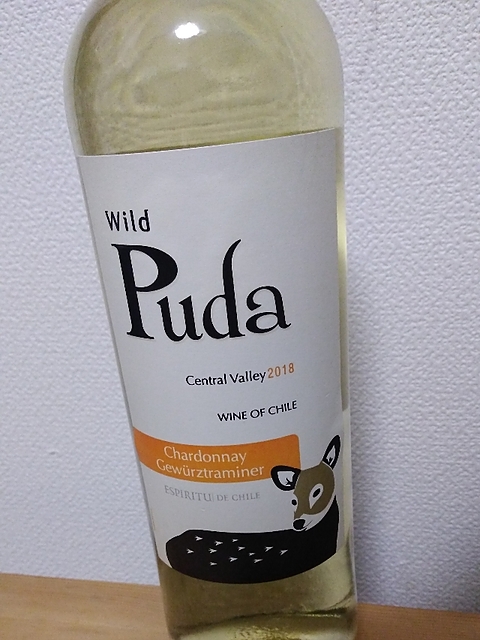 Wild
Puda
Central Valley 2018
WINE OF CHILE
Chardonnay
Gewürztraminer
ESPIRITU DE CHILE